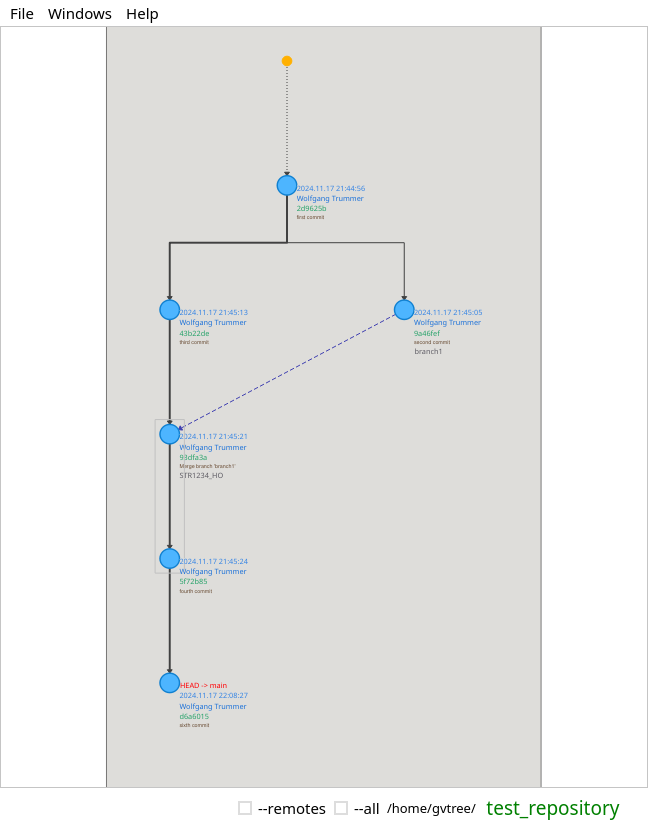 File Windows Help
2024.11.17 21:44:56
Wolfgang Trummer
2d9625b
first commit
2024.11.17 21:45:13
Wolfgang Trummer
43b22de
third commit
2024.11.17 21:45:05
Wolfgang Trummer
9a46fef
second commit
branch1
2024.11.17 21:45:21
Wolfgang Trummer
93dfa3a
Merge branch 'branch1'
STR1234_HO
2024.11.17 21:45:24
Wolfgang Trummer
5f72b85
fourth commit
HEAD -> main
2024.11.17 22:08:27
Wolfgang Trummer
d6a6015
sixth commit
--remotes --all /home/gvtree/ test_repository